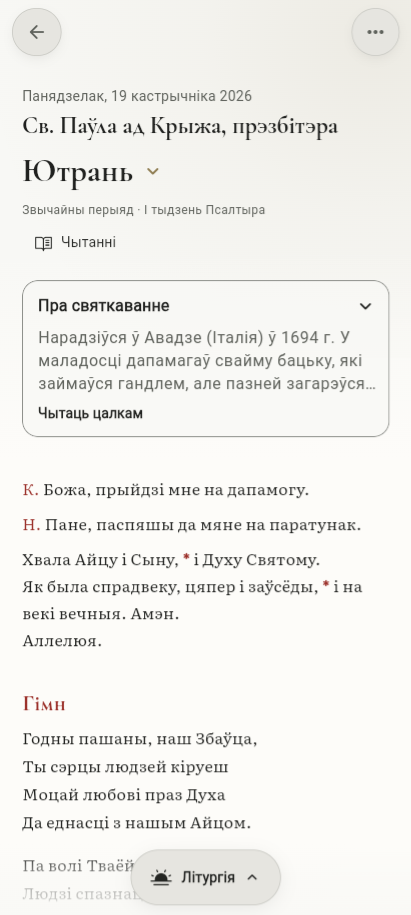 Панядзелак, 19 кастрычніка 2026
Св. Паўла ад Крыжа, прэзбітэра
Ютрань
Звычайны перыяд · I тыдзень Псалтыра
Чытанні
Пра святкаванне
Нарадзіўся ў Авадзе (Італія) ў 1694 г. У
маладосці дапамагаў свайму бацьку, які
займаўся гандлем, але пазней загарэўся…
Чытаць цалкам
К. Божа, прыйдзі мне на дапамогу.
Н. Пане, паспяшы да мяне на паратунак.
Хвала Айцу і Сыну, * і Духу Святому.
Як была спрадвеку, цяпер і заўсёды, * і на
векі вечныя. Амэн.
Аллелюя.
Гімн
Годны пашаны, наш Збаўца,
Ты сэрцы людзей кіруеш
Моцай любові праз Духа
Да еднасці з нашым Айцом.
Па волі Тваёй
Людзі
Літургія